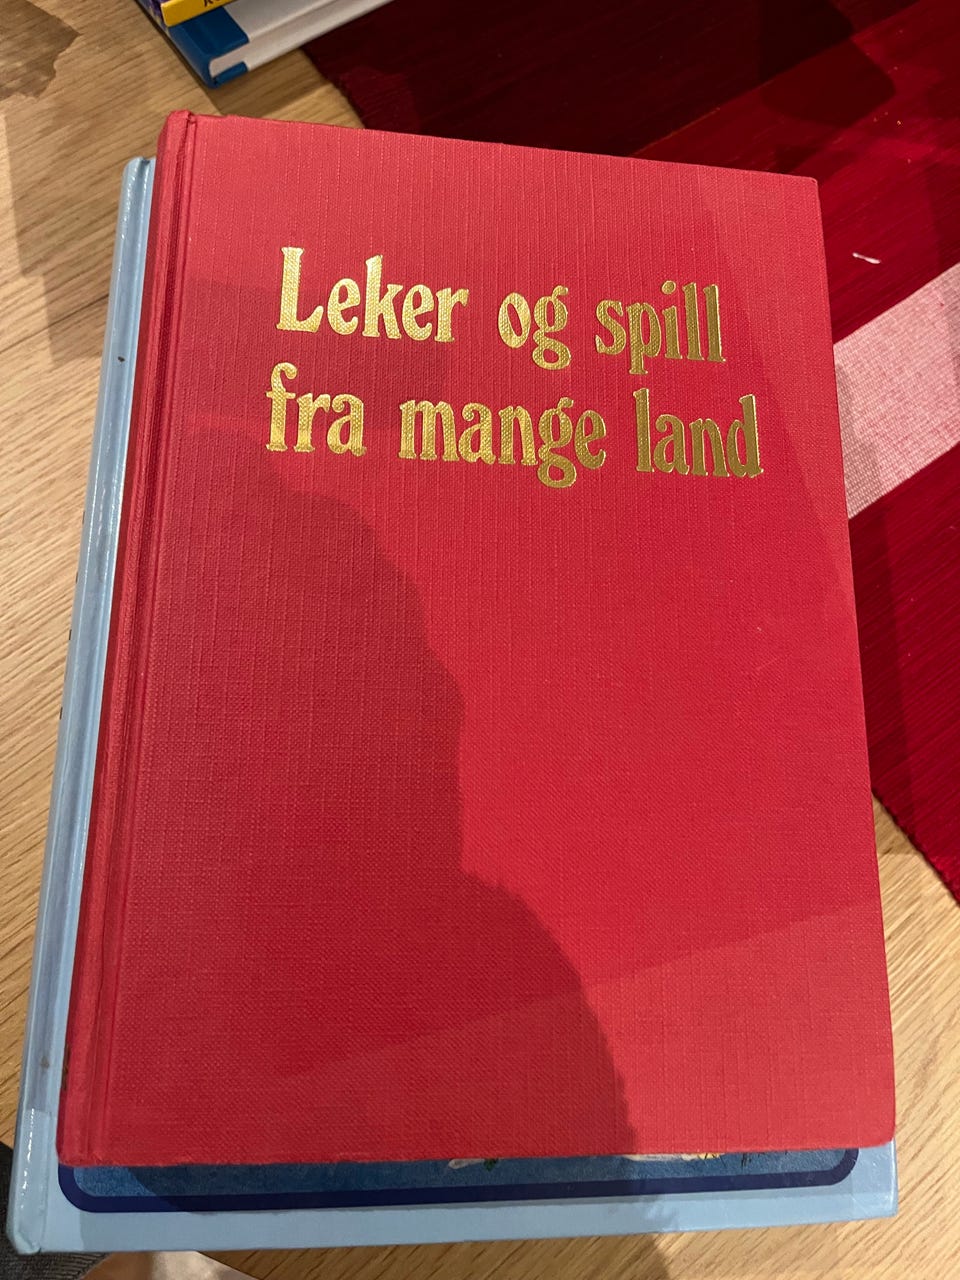 Leker og spill
fra mange land